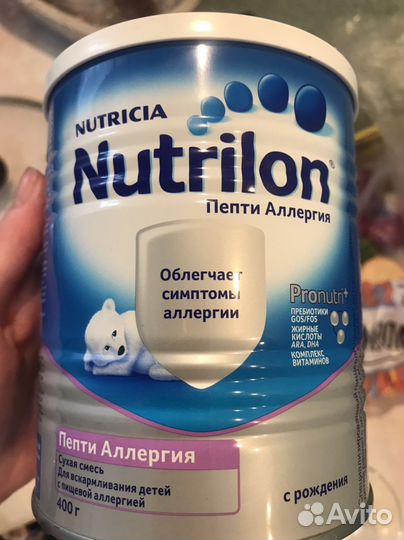 NUTRICIA
Nutrilon®
Пепти Аллергия
Облегчает
симптомы
аллергии
Pronutri+
ПРЕБИОТИКИ
GOS/FOS
ЖИРНЫЕ
КИСЛОТЫ
ARA, DHA
КОМПЛЕКС
ВИТАМИНОВ
Пепти Аллергия
Сухая смесь
Для вскармливания детей
с пищевой аллергией
400 г
с рождения
Avito